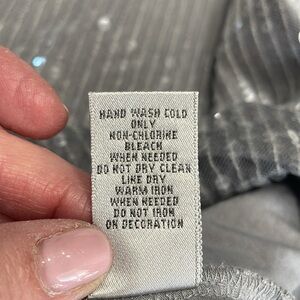 HAND WASH COLD
ONLY
NON-CHLORINE
BLEACH
WHEN NEEDED
DO NOT DRY CLEAN
LINE DRY
WARM IRON
WHEN NEEDED
DO NOT IRON
ON DECORATION